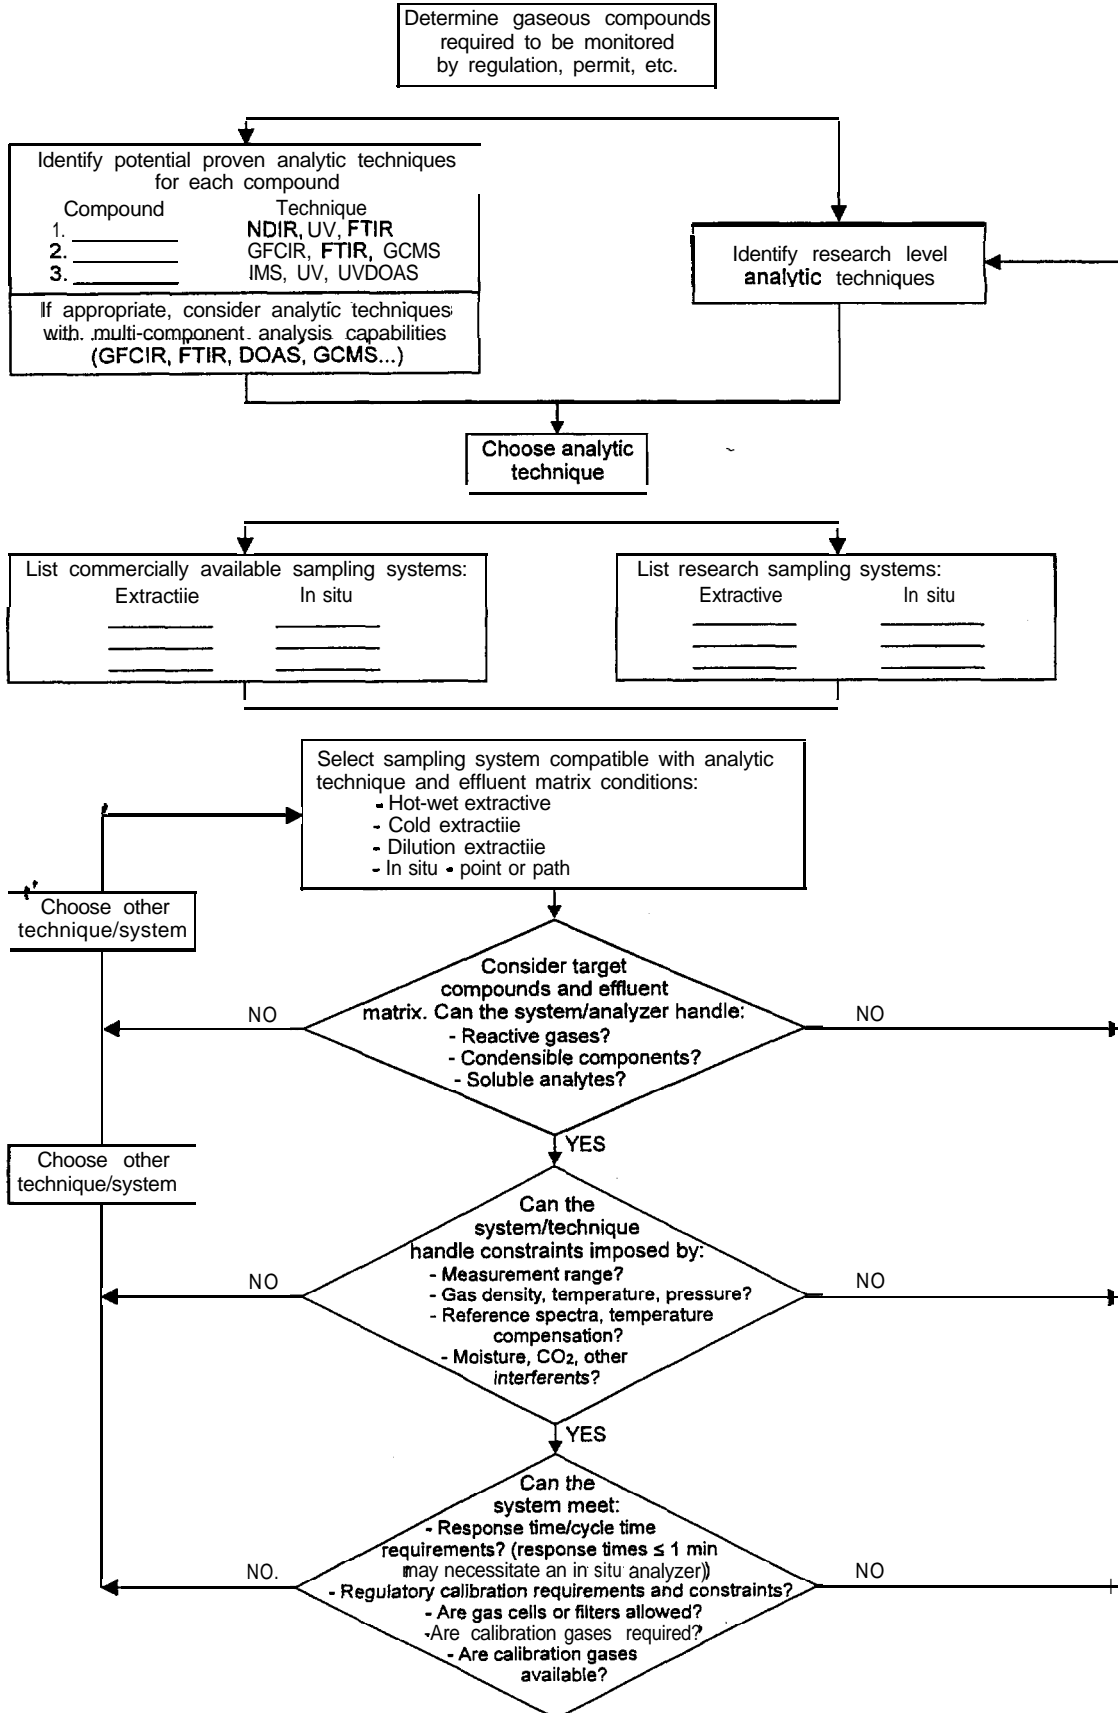 Determine gaseous compounds
required to be monitored
by regulation, permit, etc.
Identify potential proven analytic techniques
for each compound
Compound Technique
1. NDIR, UV, FTIR
2. GFCIR, FTIR, GCMS
3. IMS, UV, UVDOAS
If appropriate, consider analytic techniques
with multi-component analysis capabilities
(GFCIR, FTIR, DOAS, GCMS...)
Identify research level
analytic techniques
Choose analytic
technique
List commercially available sampling systems:
Extractiie In situ
List research sampling systems:
Extractive In situ
Select sampling system compatible with analytic
technique and effluent matrix conditions:
- Hot-wet extractive
- Cold extractiie
- Dilution extractiie
- In situ - point or path
Choose other
technique/system
Consider target
compounds and effluent
matrix. Can the system/analyzer handle:
- Reactive gases?
- Condensible components?
- Soluble analytes?
NO
NO
YES
Choose other
technique/system
Can the
system/technique
handle constraints imposed by:
- Measurement range?
- Gas density, temperature, pressure?
- Reference spectra, temperature
compensation?
- Moisture, CO₂, other
interferents?
NO
NO
YES
Can the
system meet:
- Response time/cycle time
requirements? (response times ≤ 1 min
may necessitate an in situ analyzer)
- Regulatory calibration requirements and constraints?
- Are gas cells or filters allowed?
-Are calibration gases required?
- Are calibration gases
available?
NO.
NO